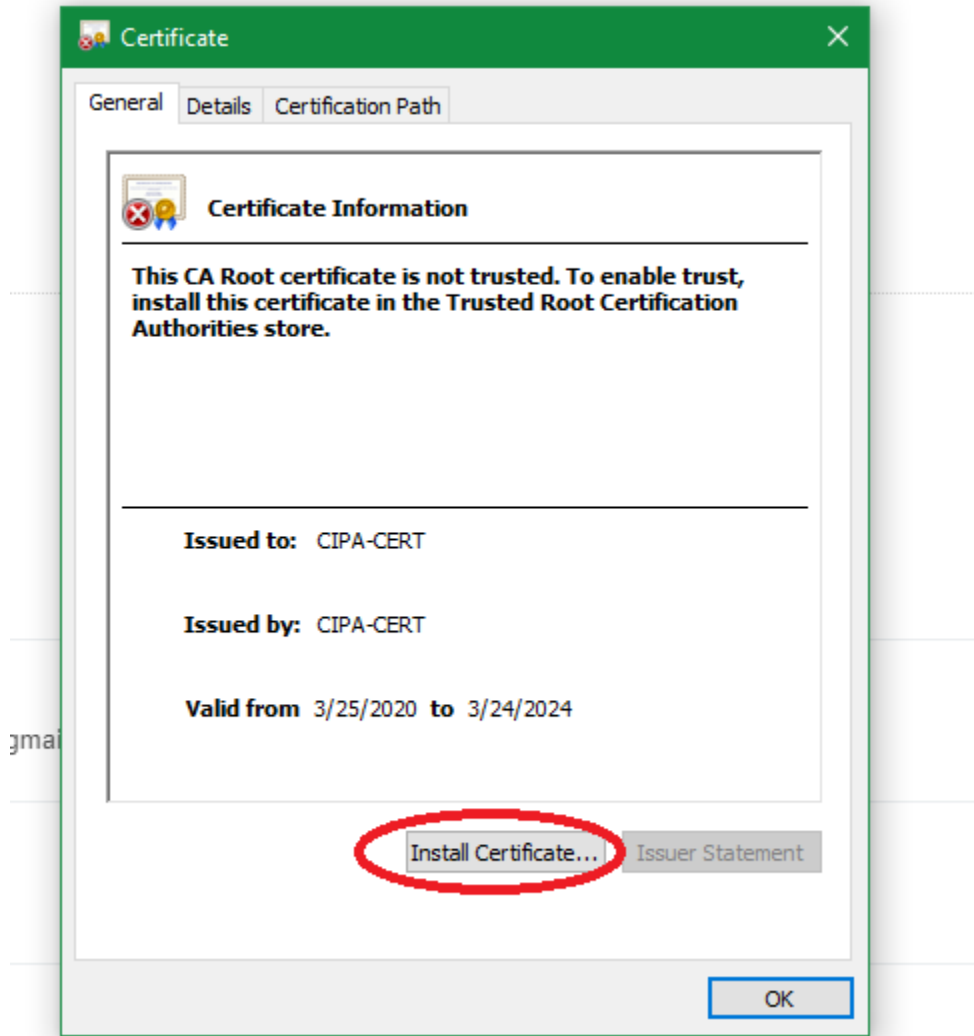 Certificate
General Details Certification Path
Certificate Information
This CA Root certificate is not trusted. To enable trust,
install this certificate in the Trusted Root Certification
Authorities store.
Issued to: CIPA-CERT
Issued by: CIPA-CERT
Valid from 3/25/2020 to 3/24/2024
gmai
Install Certificate... Issuer Statement
OK